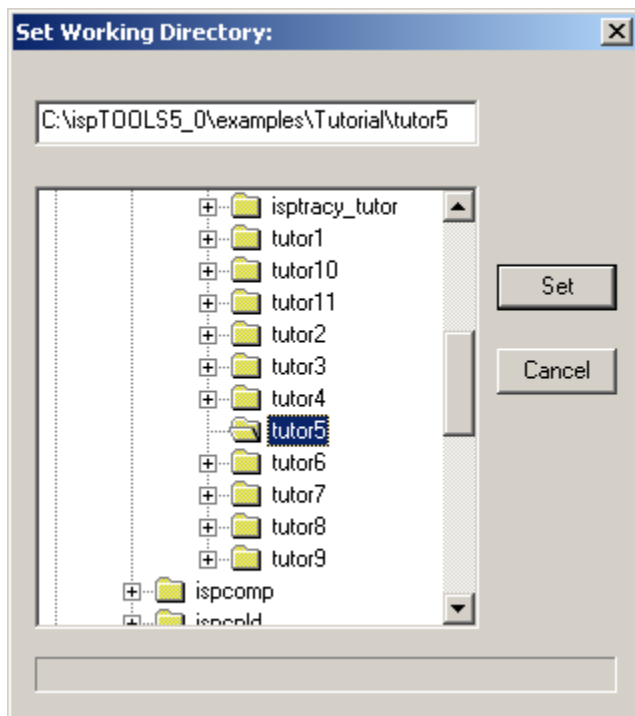 Set Working Directory:
C:\ispTOOLS5_0\examples\Tutorial\tutor5
isptracy_tutor
tutor1
tutor10
tutor11
Set
tutor2
tutor3
Cancel
tutor4
tutor5
tutor6
tutor7
tutor8
tutor9
ispcomp
ispcpld